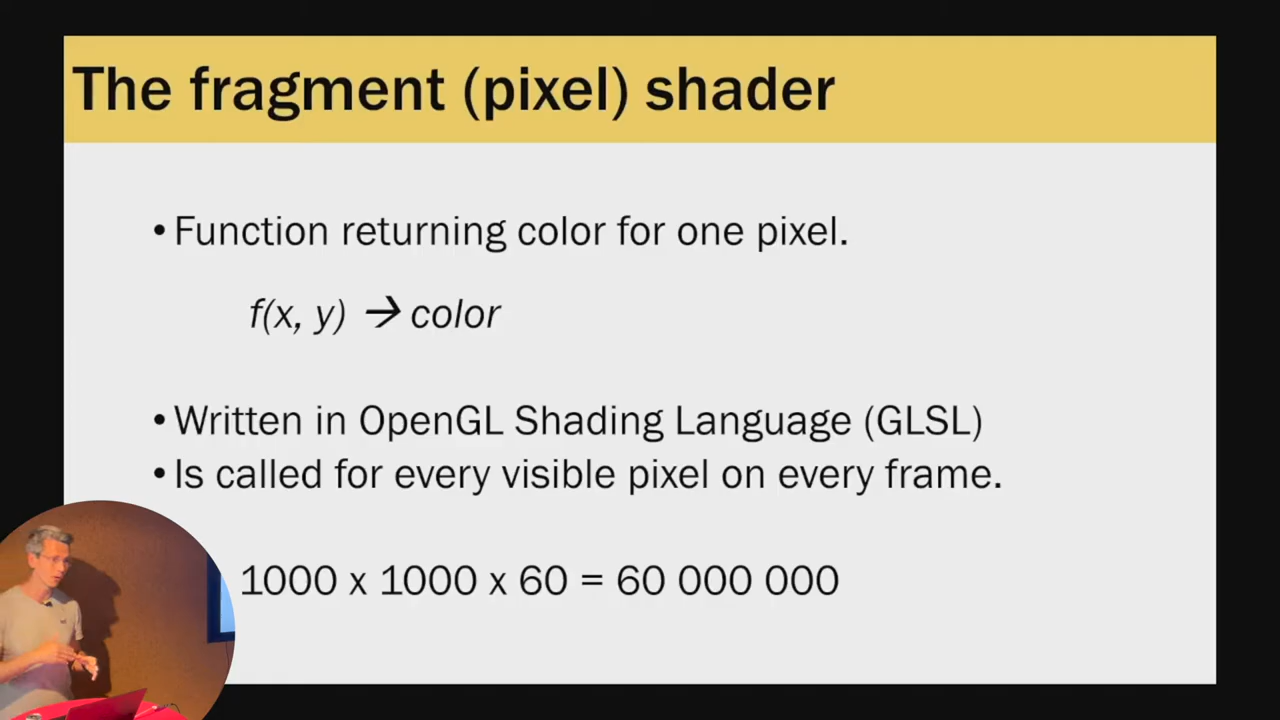 The fragment (pixel) shader
• Function returning color for one pixel.
f(x, y) → color
• Written in OpenGL Shading Language (GLSL)
• Is called for every visible pixel on every frame.
1000 x 1000 x 60 = 60 000 000